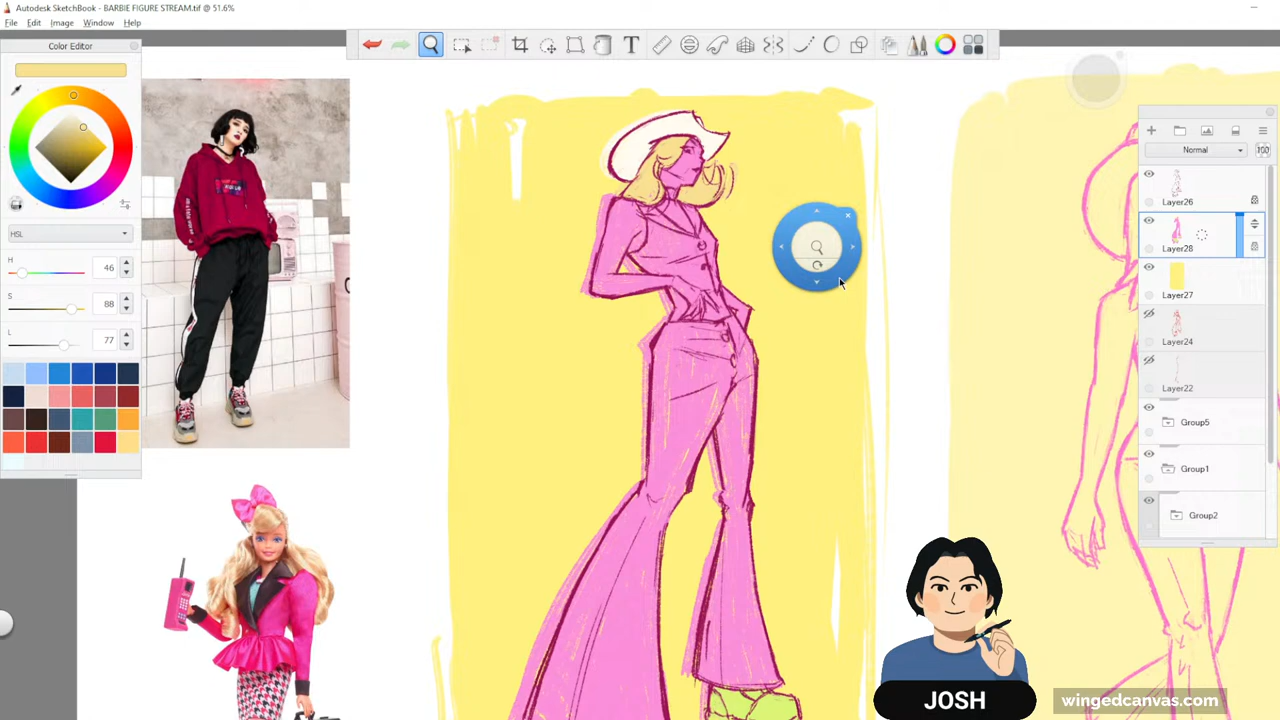 Autodesk SketchBook - BARBIE FIGURE STREAM.tif @ 51.6%
File Edit Image Window Help
Color Editor
HSL
H 46
S 88
L 77
T
Normal
100
Layer26
Layer28
Layer27
Layer24
Layer22
Group5
Group1
Group2
JOSH
wingedcanvas.com